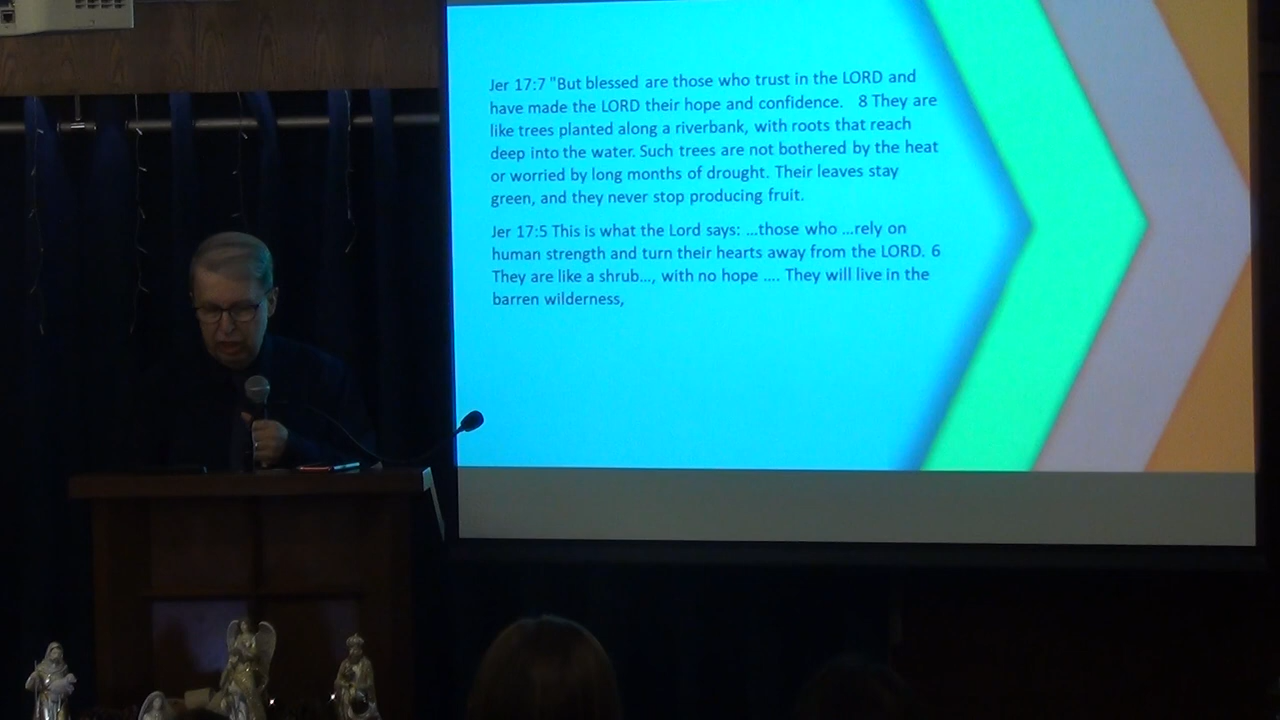 Jer 17:7 "But blessed are those who trust in the LORD and
have made the LORD their hope and confidence. 8 They are
like trees planted along a riverbank, with roots that reach
deep into the water. Such trees are not bothered by the heat
or worried by long months of drought. Their leaves stay
green, and they never stop producing fruit.
Jer 17:5 This is what the Lord says: ...those who ...rely on
human strength and turn their hearts away from the LORD. 6
They are like a shrub..., with no hope .... They will live in the
barren wilderness,